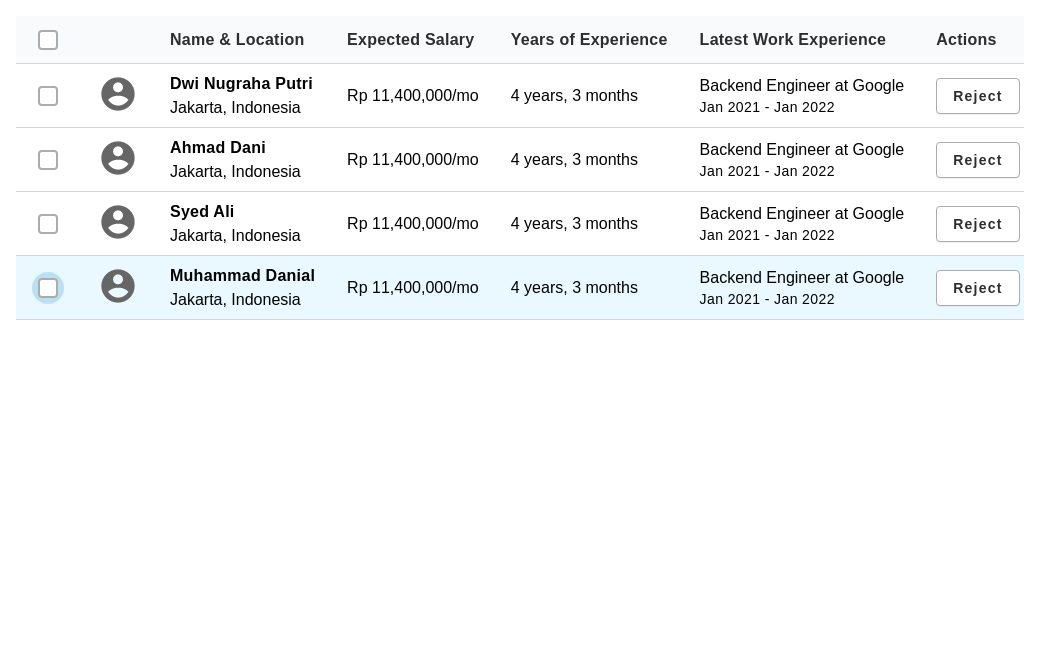 Name & Location Expected Salary Years of Experience Latest Work Experience Actions
Dwi Nugraha Putri
Jakarta, Indonesia
Rp 11,400,000/mo
4 years, 3 months
Backend Engineer at Google
Jan 2021 - Jan 2022
Reject
Ahmad Dani
Jakarta, Indonesia
Rp 11,400,000/mo
4 years, 3 months
Backend Engineer at Google
Jan 2021 - Jan 2022
Reject
Syed Ali
Jakarta, Indonesia
Rp 11,400,000/mo
4 years, 3 months
Backend Engineer at Google
Jan 2021 - Jan 2022
Reject
Muhammad Danial
Jakarta, Indonesia
Rp 11,400,000/mo
4 years, 3 months
Backend Engineer at Google
Jan 2021 - Jan 2022
Reject